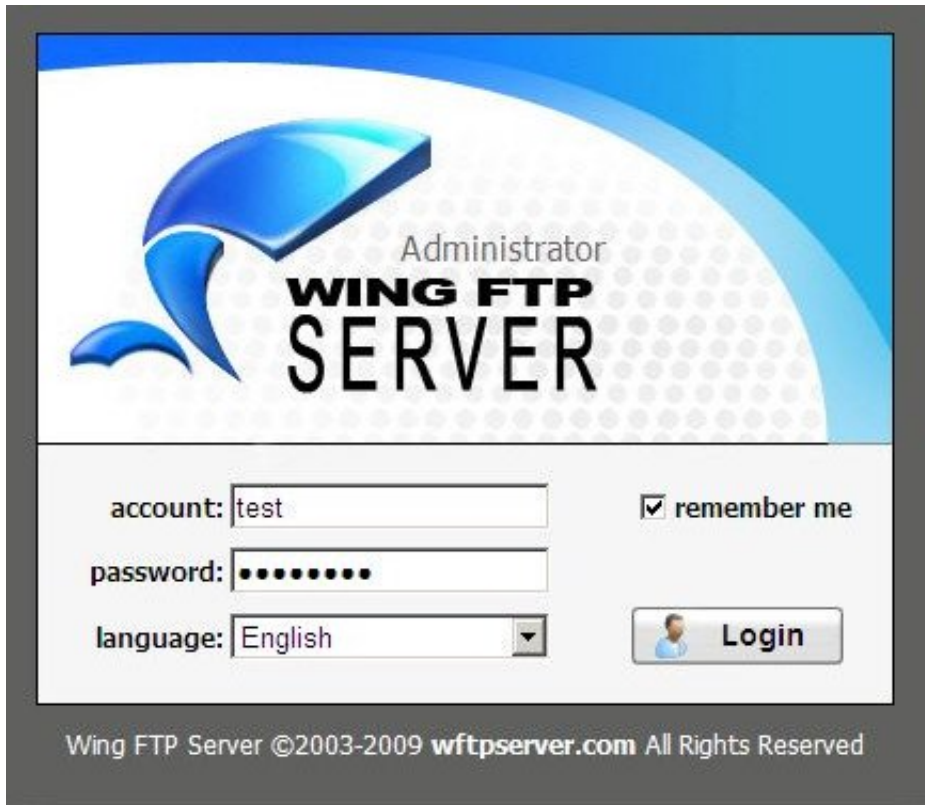 Administrator
WING FTP
SERVER
account: test
remember me
password: ••••••••
language: English
Login
Wing FTP Server ©2003-2009 wftpserver.com All Rights Reserved